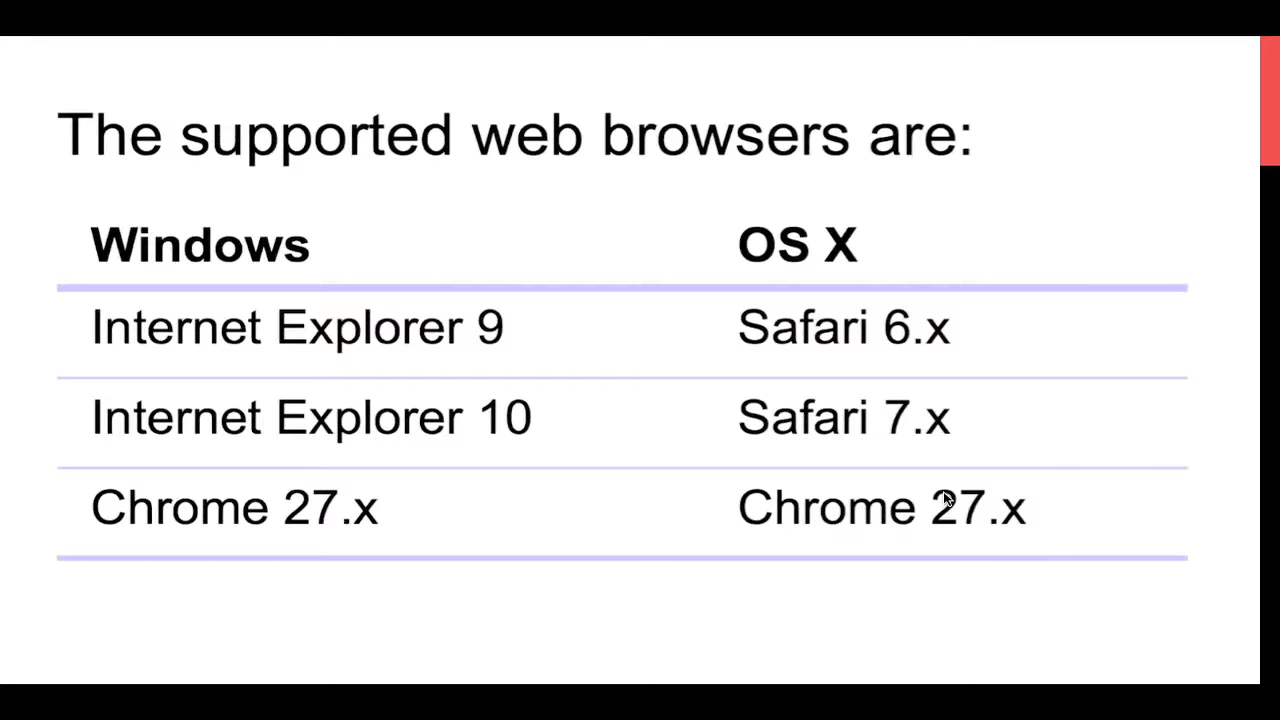 The supported web browsers are:
Windows OS X
Internet Explorer 9 Safari 6.x
Internet Explorer 10 Safari 7.x
Chrome 27.x Chrome 27.x